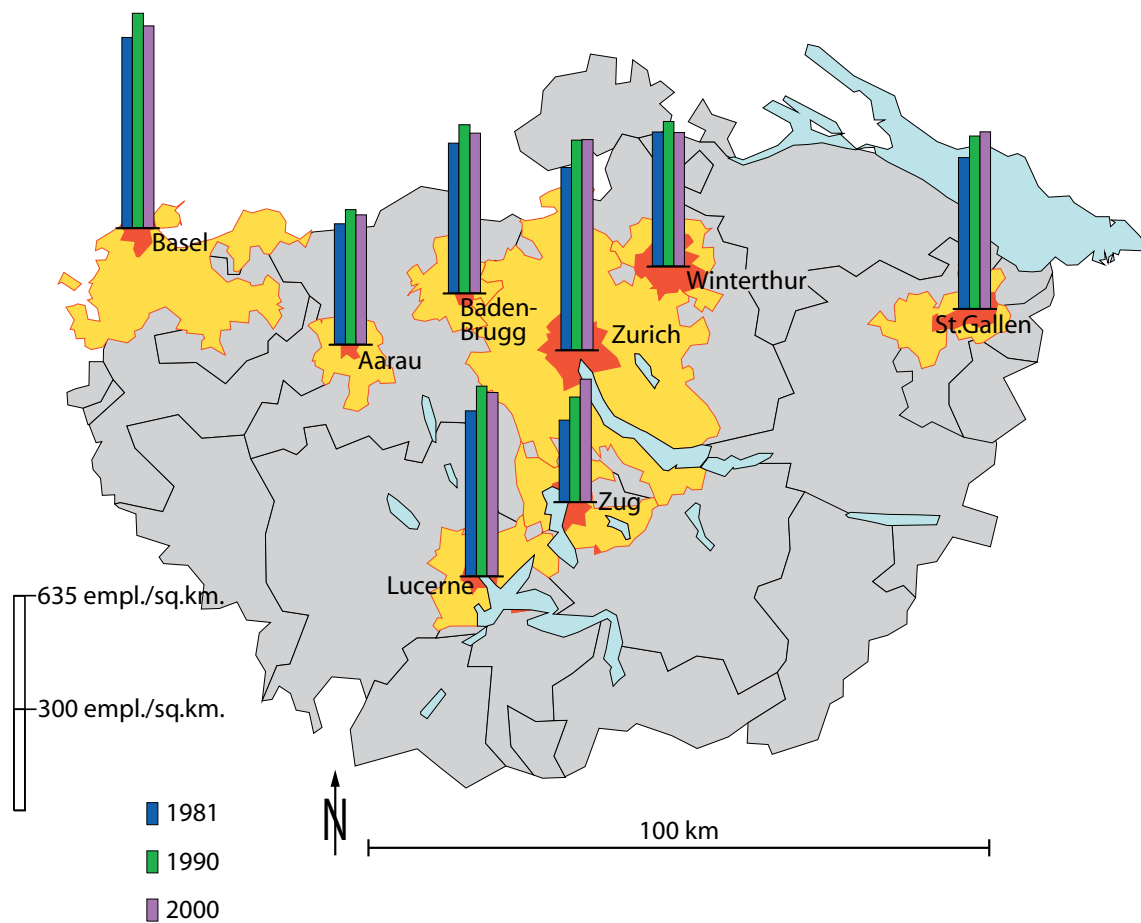 Basel
Winterthur
Baden-
Brugg
Zurich
St.Gallen
Aarau
Zug
Lucerne
635 empl./sq.km.
300 empl./sq.km.
N
1981
1990
2000
100 km